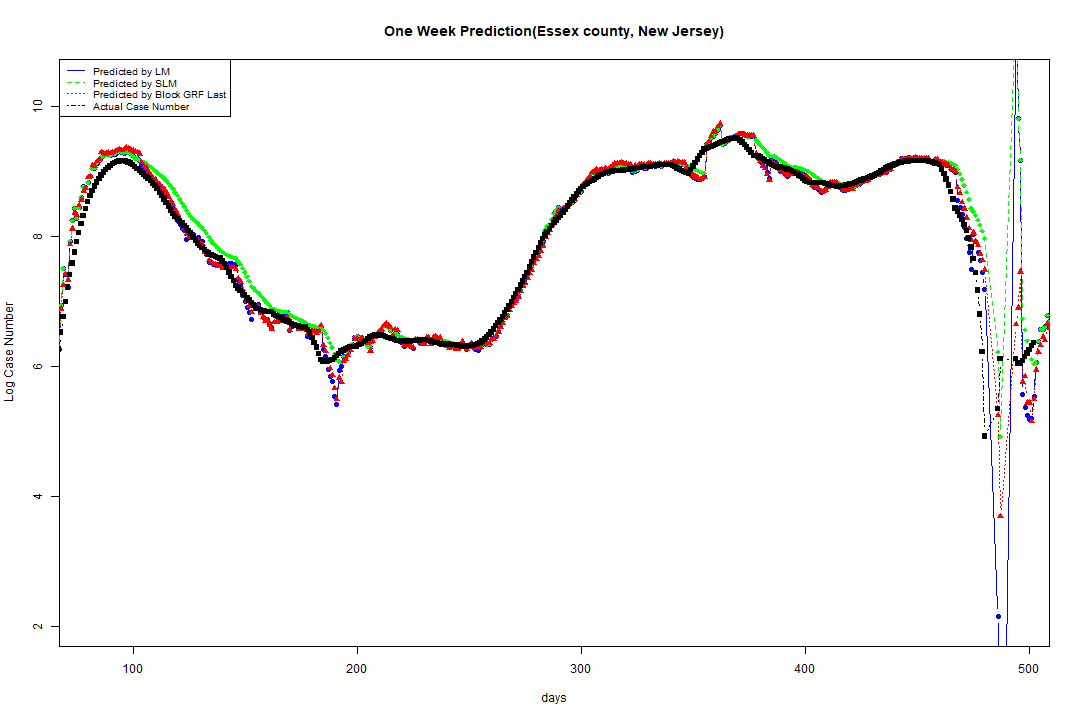 One Week Prediction(Essex county, New Jersey)
Predicted by LM
Predicted by SLM
Predicted by Block GRF Last
Actual Case Number
Log Case Number
10
8
6
4
2
100
200
300
400
500
days